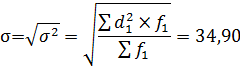 σ=√σ² = √(∑ d₁² × f₁ / ∑ f₁) = 34,90